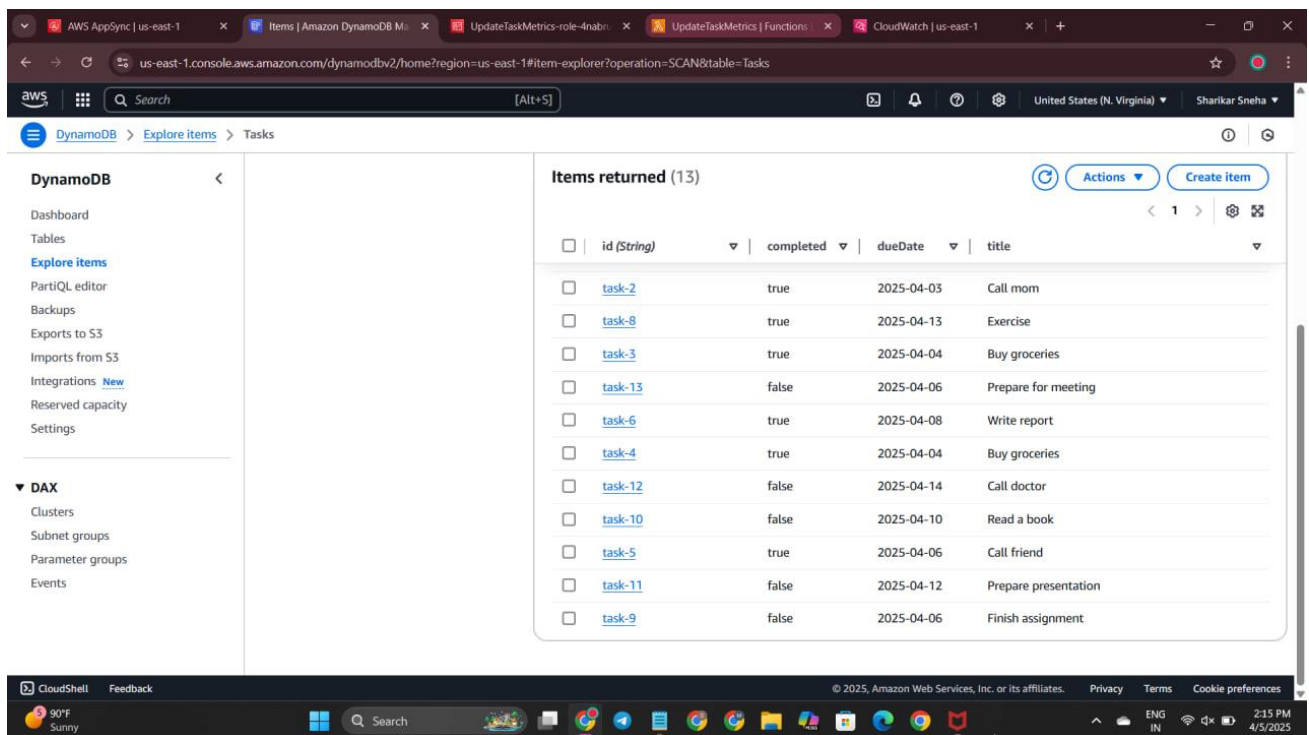 AWS AppSync | us-east-1
Items | Amazon DynamoDB Ma
UpdateTaskMetrics-role-4nabru
UpdateTaskMetrics | Functions |
CloudWatch | us-east-1
us-east-1.console.aws.amazon.com/dynamodbv2/home?region=us-east-1#item-explorer?operation=SCAN&table=Tasks
aws
Search
[Alt+S]
United States (N. Virginia)
Sharikar Sneha
DynamoDB > Explore items > Tasks
DynamoDB
Dashboard
Tables
Explore items
PartiQL editor
Backups
Exports to S3
Imports from S3
Integrations New
Reserved capacity
Settings
DAX
Clusters
Subnet groups
Parameter groups
Events
Items returned (13)
Actions
Create item
1
id (String) completed dueDate title
task-2 true 2025-04-03 Call mom
task-8 true 2025-04-13 Exercise
task-3 true 2025-04-04 Buy groceries
task-13 false 2025-04-06 Prepare for meeting
task-6 true 2025-04-08 Write report
task-4 true 2025-04-04 Buy groceries
task-12 false 2025-04-14 Call doctor
task-10 false 2025-04-10 Read a book
task-5 true 2025-04-06 Call friend
task-11 false 2025-04-12 Prepare presentation
task-9 false 2025-04-06 Finish assignment
CloudShell Feedback
© 2025, Amazon Web Services, Inc. or its affiliates. Privacy Terms Cookie preferences
5
90°F
Sunny
Search
ENG
IN
2:15 PM
4/5/2025